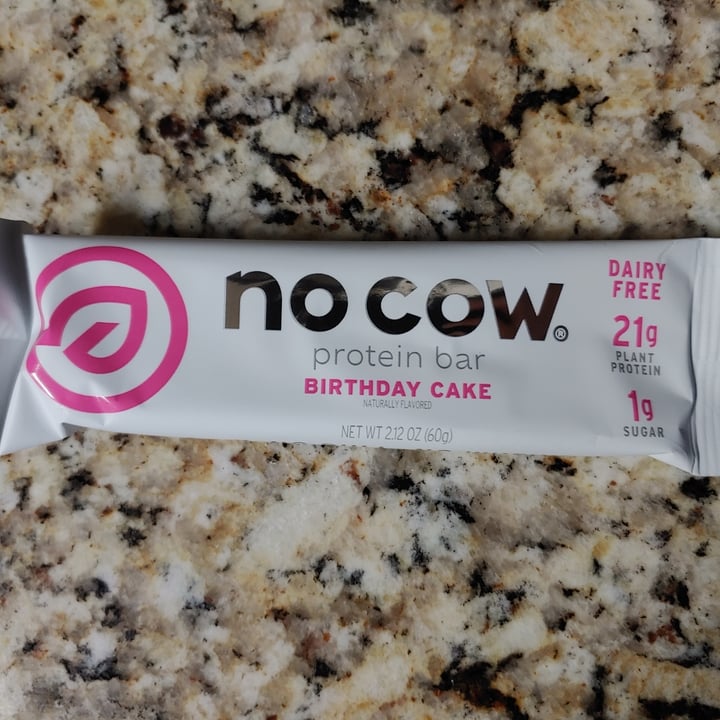 no cow®
protein bar
BIRTHDAY CAKE
NATURALLY FLAVORED
NET WT 2.12 OZ (60g)
DAIRY
FREE
21g
PLANT
PROTEIN
1g
SUGAR